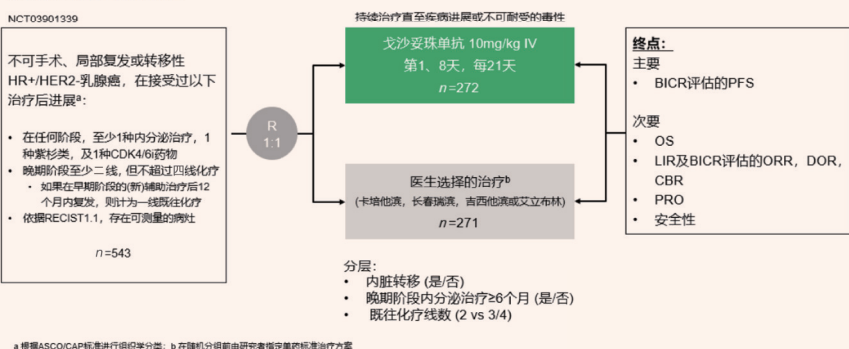 NCT03901339
不可手术、局部复发或转移性
HR+/HER2-乳腺癌，在接受过以下
治疗后进展ᵃ：
• 在任何阶段，至少1种内分泌治疗，1
种紫杉类，及1种CDK4/6i药物
• 晚期阶段至少二线，但不超过四线化疗
• 如果在早期阶段的(新)辅助治疗后12
个月内复发，则计为一线既往化疗
• 依据RECIST1.1，存在可测量的病灶
n=543
R
1:1
持续治疗直至疾病进展或不可耐受的毒性
戈沙妥珠单抗 10mg/kg IV
第1、8天，每21天
n=272
医生选择的治疗ᵇ
(卡培他滨，长春瑞滨，吉西他滨或艾立布林)
n=271
分层：
• 内脏转移 (是/否)
• 晚期阶段内分泌治疗≥6个月 (是/否)
• 既往化疗线数 (2 vs 3/4)
终点：
主要
• BICR评估的PFS
次要
• OS
• LIR及BICR评估的ORR，DOR，
CBR
• PRO
• 安全性
a 根据ASCO/CAP标准进行组织学分类；b 在随机分组前由研究者指定单药标准治疗方案